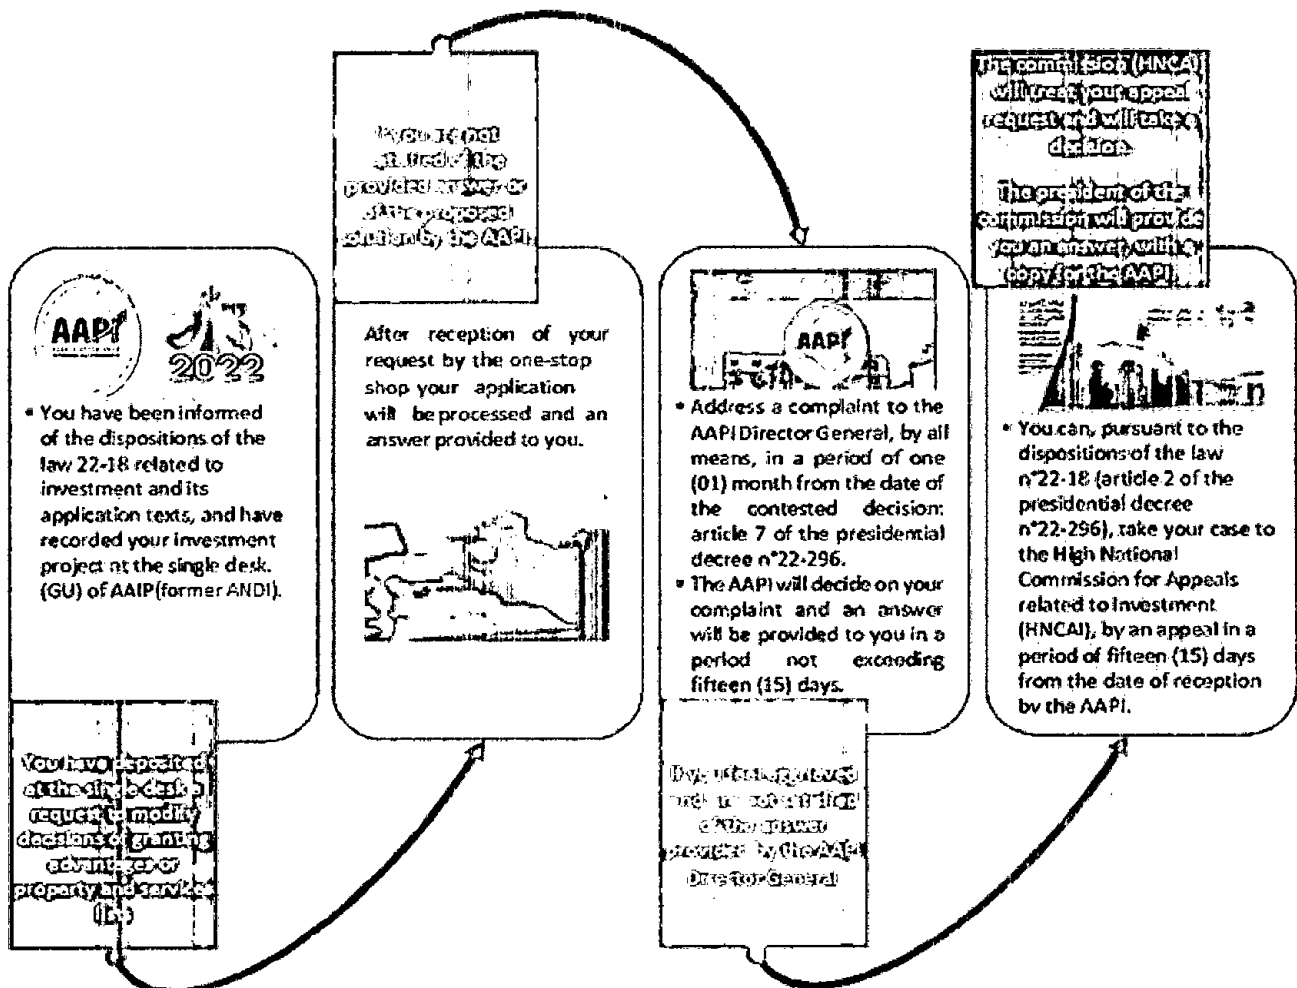 AAPI
2022
• You have been informed
of the dispositions of the
law 22-18 related to
investment and its
application texts, and have
recorded your investment
project at the single desk.
(GU) of AAIP(former ANDI).
You have deposited
at the single desk a
request to modify
decisions of granting
advantages or
property and services
list
If you are not
satisfied of the
provided answer or
of the proposed
solution by the AAPI
After reception of your
request by the one-stop
shop your application
will be processed and an
answer provided to you.
AAPI
• Address a complaint to the
AAPI Director General, by all
means, in a period of one
(01) month from the date of
the contested decision:
article 7 of the presidential
decree n°22-296.
• The AAPI will decide on your
complaint and an answer
will be provided to you in a
period not exceeding
fifteen (15) days.
If you feel aggrieved
and not satisfied
of the answer
provided by the AAPI
Director General
The commission (HNCAI)
will treat your appeal
request and will take a
decision.
The president of the
commission will provide
you an answer, with a
copy for the AAPI
• You can, pursuant to the
dispositions of the law
n°22-18 (article 2 of the
presidential decree
n°22-296), take your case to
the High National
Commission for Appeals
related to Investment
(HNCAI), by an appeal in a
period of fifteen (15) days
from the date of reception
by the AAPI.